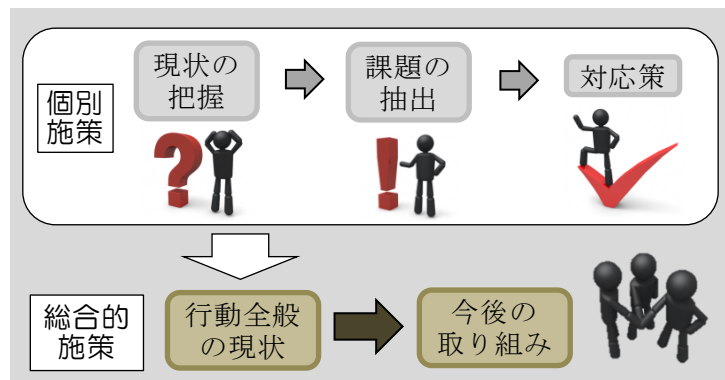 個別
施策
現状の
把握
課題の
抽出
対応策
総合的
施策
行動全般
の現状
今後の
取り組み